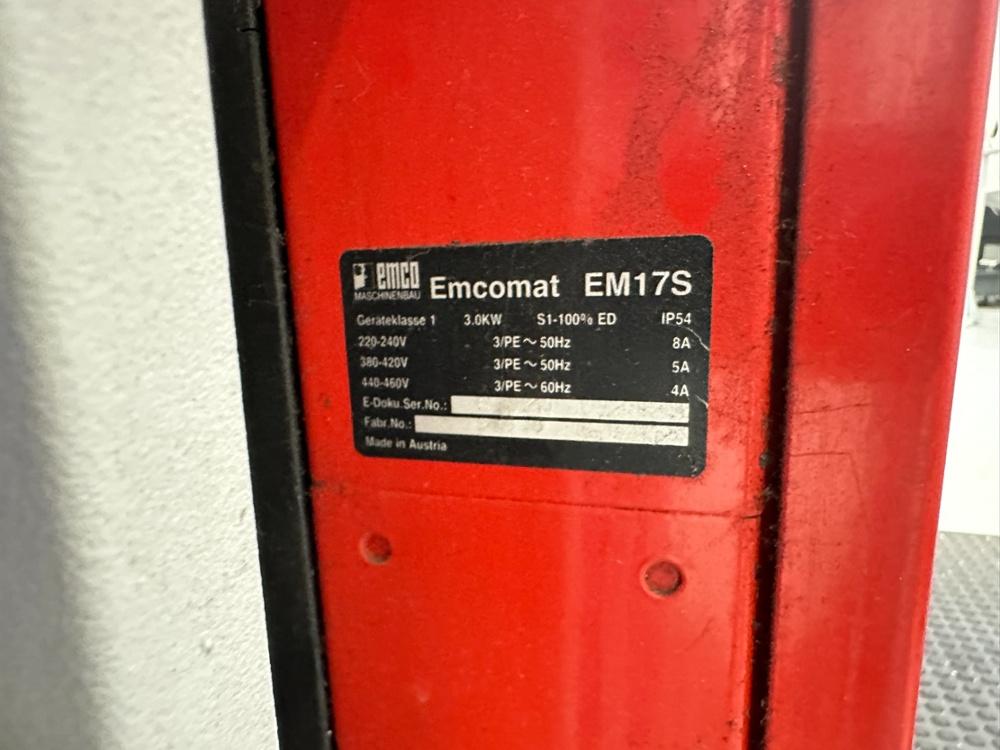 emco
MASCHINENBAU
Emcomat EM17S
Geräteklasse 1 3.0KW S1-100% ED IP54
220-240V 3/PE ~ 50Hz 8A
380-420V 3/PE ~ 50Hz 5A
440-460V 3/PE ~ 60Hz 4A
E-Doku.Ser.No.:
Fabr.No.:
Made in Austria